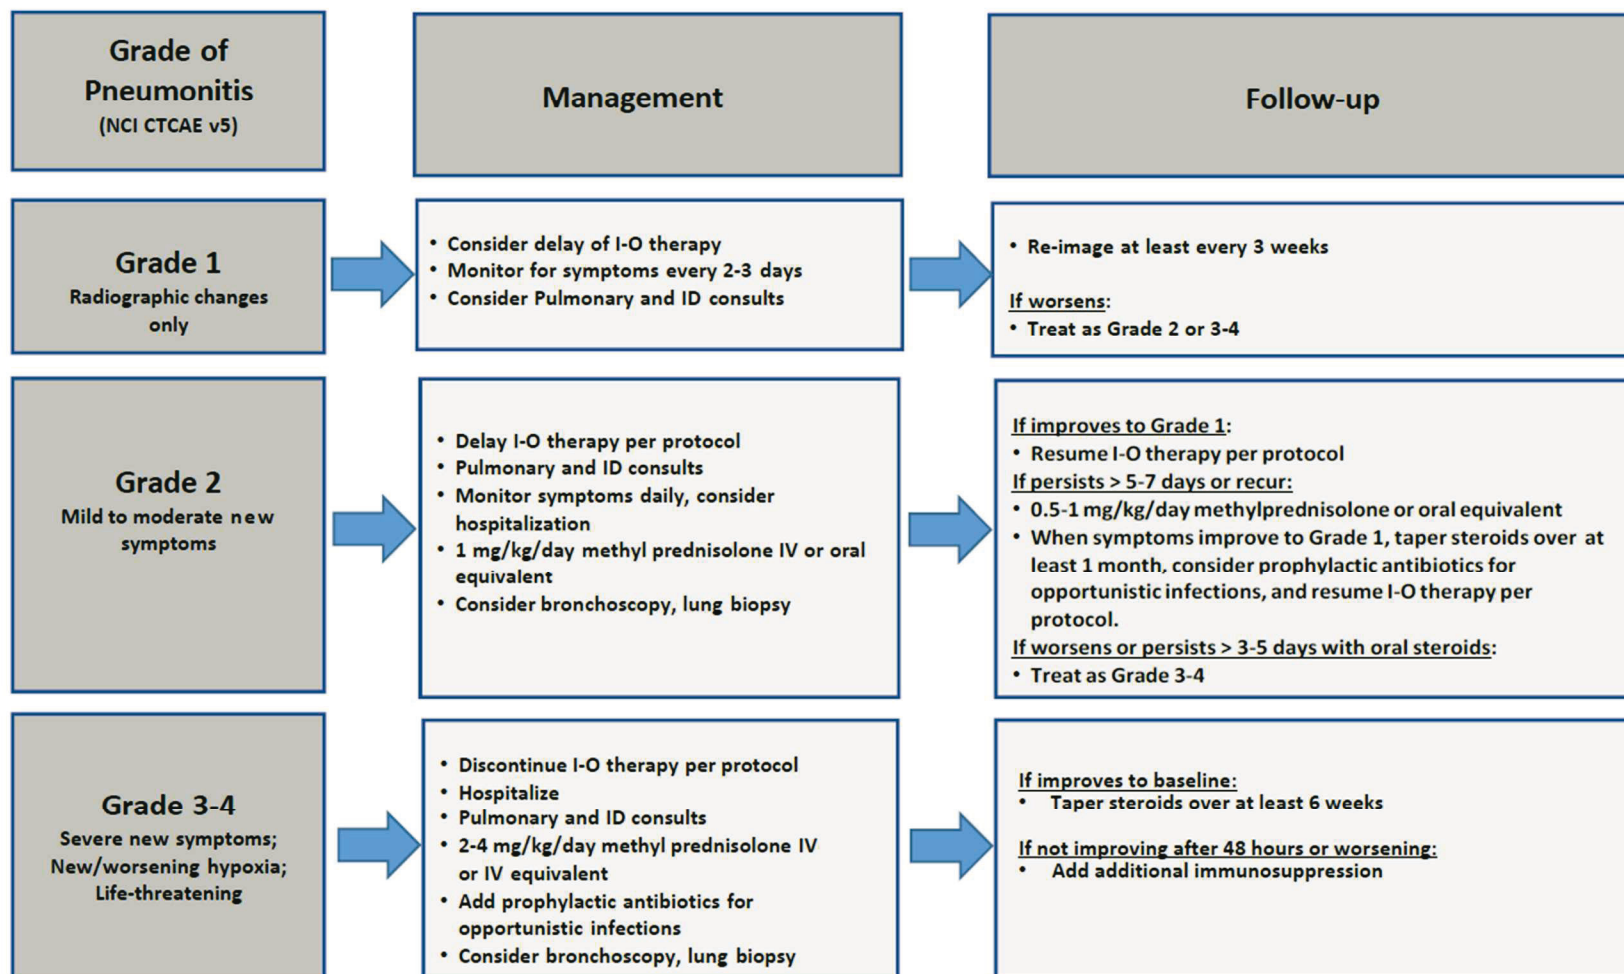 Grade of
Pneumonitis
(NCI CTCAE v5)
Management
Follow-up
Grade 1
Radiographic changes
only
• Consider delay of I-O therapy
• Monitor for symptoms every 2-3 days
• Consider Pulmonary and ID consults
• Re-image at least every 3 weeks
If worsens:
• Treat as Grade 2 or 3-4
Grade 2
Mild to moderate new
symptoms
• Delay I-O therapy per protocol
• Pulmonary and ID consults
• Monitor symptoms daily, consider
hospitalization
• 1 mg/kg/day methyl prednisolone IV or oral
equivalent
• Consider bronchoscopy, lung biopsy
If improves to Grade 1:
• Resume I-O therapy per protocol
If persists > 5-7 days or recur:
• 0.5-1 mg/kg/day methylprednisolone or oral equivalent
• When symptoms improve to Grade 1, taper steroids over at
least 1 month, consider prophylactic antibiotics for
opportunistic infections, and resume I-O therapy per
protocol.
If worsens or persists > 3-5 days with oral steroids:
• Treat as Grade 3-4
Grade 3-4
Severe new symptoms;
New/worsening hypoxia;
Life-threatening
• Discontinue I-O therapy per protocol
• Hospitalize
• Pulmonary and ID consults
• 2-4 mg/kg/day methyl prednisolone IV
or IV equivalent
• Add prophylactic antibiotics for
opportunistic infections
• Consider bronchoscopy, lung biopsy
If improves to baseline:
• Taper steroids over at least 6 weeks
If not improving after 48 hours or worsening:
• Add additional immunosuppression